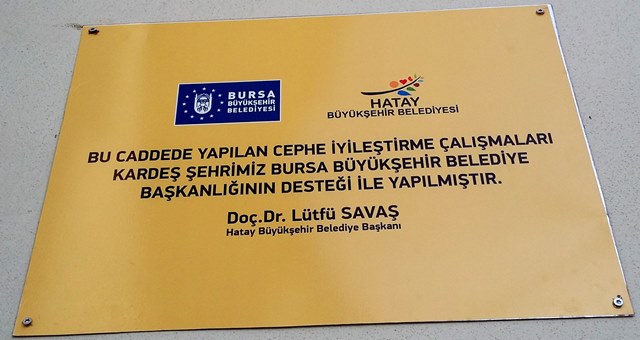 BURSA
BÜYÜKŞEHİR
BELEDİYESİ
HATAY
BÜYÜKŞEHİR BELEDİYESİ
BU CADDEDE YAPILAN CEPHE İYİLEŞTİRME ÇALIŞMALARI
KARDEŞ ŞEHRİMİZ BURSA BÜYÜKŞEHİR BELEDİYE
BAŞKANLIĞININ DESTEĞİ İLE YAPILMIŞTIR.
Doç.Dr. Lütfü SAVAŞ
Hatay Büyükşehir Belediye Başkanı